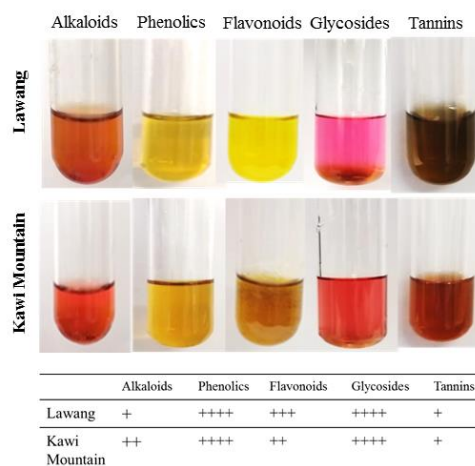 Alkaloids Phenolics Flavonoids Glycosides Tannins
Lawang
Kawi Mountain
Alkaloids Phenolics Flavonoids Glycosides Tannins
Lawang + ++++ +++ ++++ +
Kawi ++ ++++ ++ ++++ +
Mountain